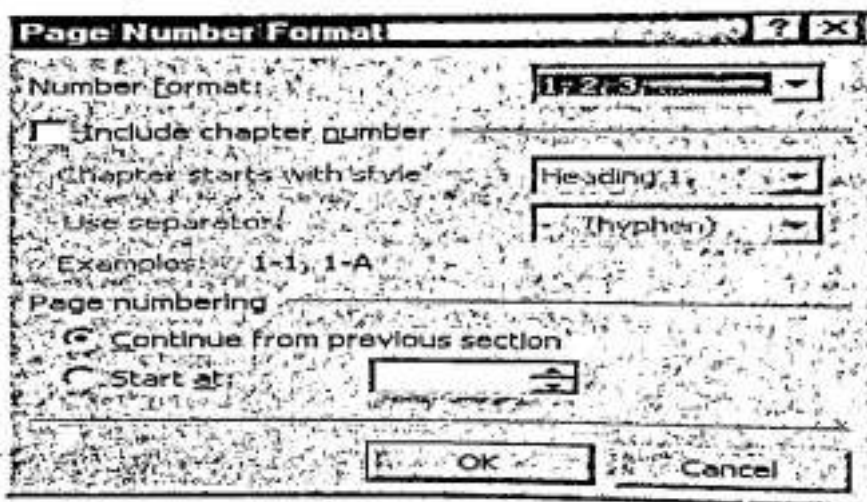 Page Number Format ? X
Number format: 1, 2, 3,
Include chapter number
Chapter starts with style Heading 1
Use separator: - (hyphen)
Examples: 1-1, 1-A
Page numbering
Continue from previous section
Start at:
OK Cancel